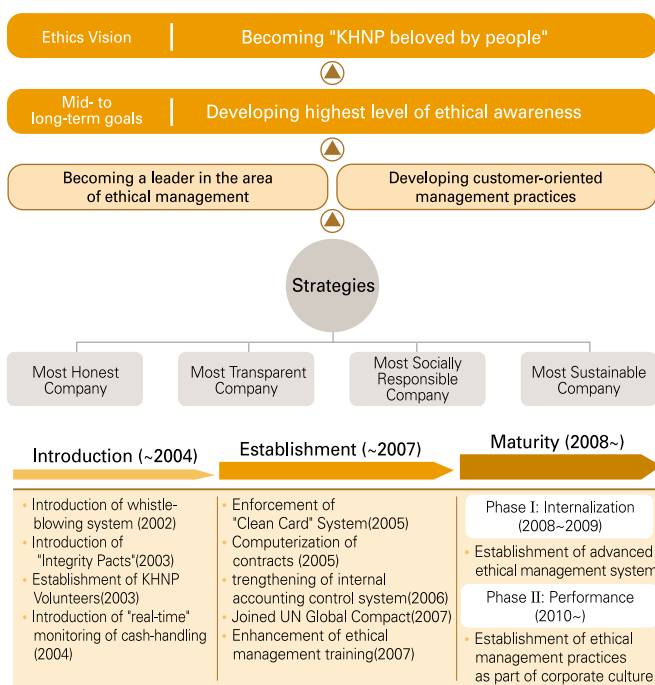 Ethics Vision
Becoming "KHNP beloved by people"
Mid- to
long-term goals
Developing highest level of ethical awareness
Becoming a leader in the area
of ethical management
Developing customer-oriented
management practices
Strategies
Most Honest
Company
Most Transparent
Company
Most Socially
Responsible
Company
Most Sustainable
Company
Introduction (~2004)
Establishment (~2007)
Maturity (2008~)
• Introduction of whistle-
blowing system (2002)
• Introduction of
"Integrity Pacts"(2003)
• Establishment of KHNP
Volunteers(2003)
• Introduction of "real-time"
monitoring of cash-handling
(2004)
• Enforcement of
"Clean Card" System(2005)
• Computerization of
contracts (2005)
• trengthening of internal
accounting control system(2006)
• Joined UN Global Compact(2007)
• Enhancement of ethical
management training(2007)
Phase I: Internalization
(2008~2009)
• Establishment of advanced
ethical management system
Phase II: Performance
(2010~)
• Establishment of ethical
management practices
as part of corporate culture